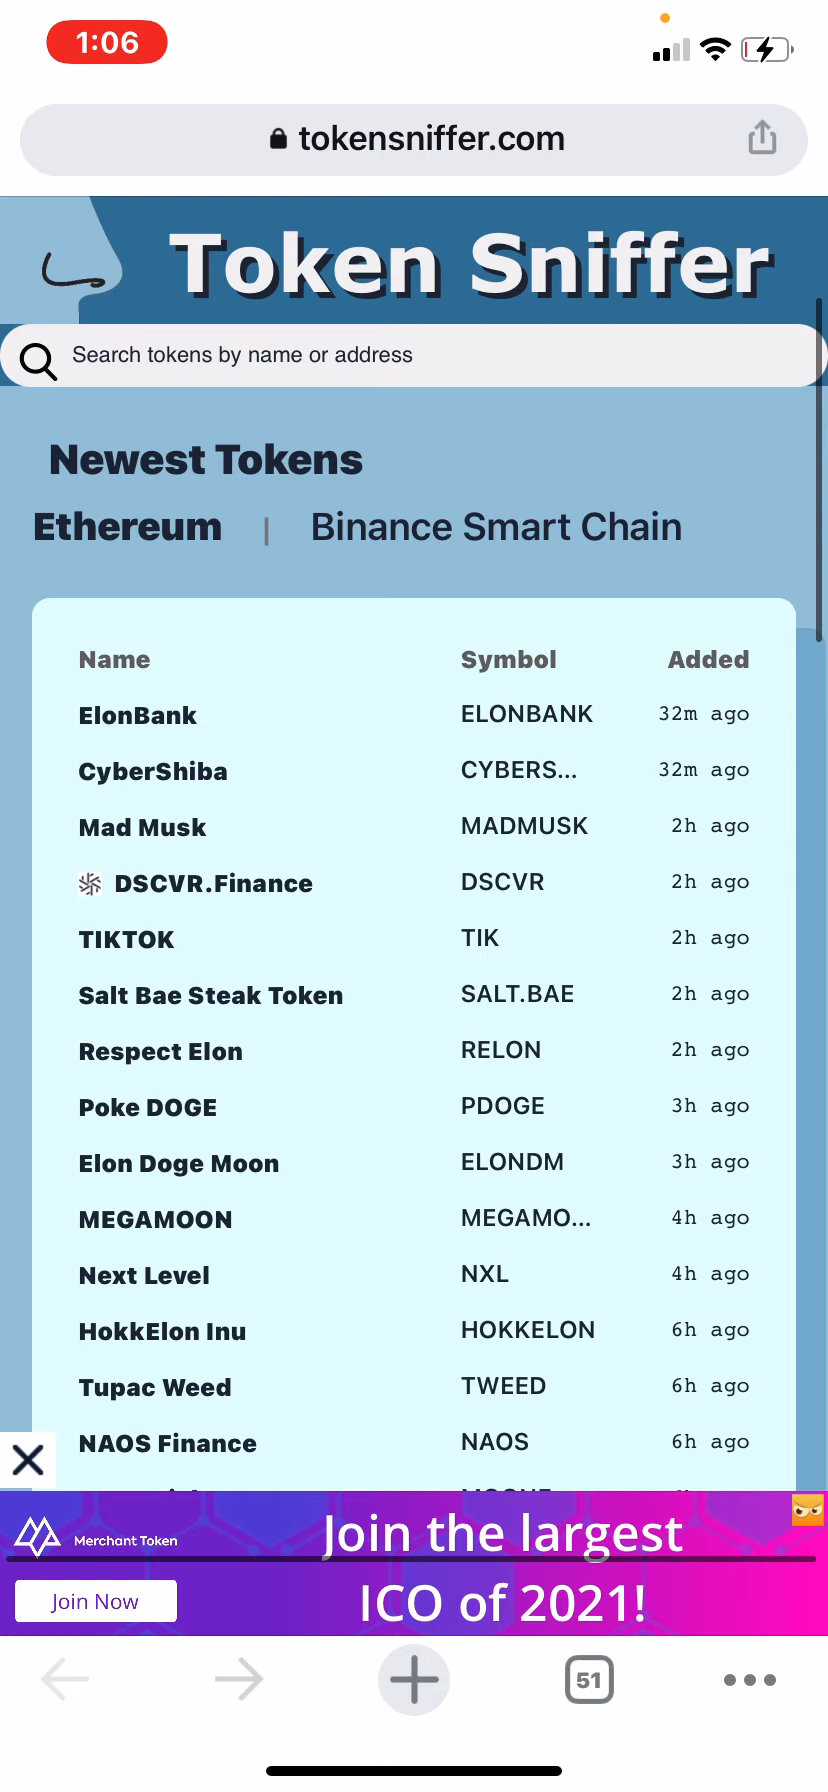 1:06
tokensniffer.com
Token Sniffer
Search tokens by name or address
Newest Tokens
Ethereum | Binance Smart Chain
Name Symbol Added
ElonBank ELONBANK 32m ago
CyberShiba CYBERS... 32m ago
Mad Musk MADMUSK 2h ago
DSCVR.Finance DSCVR 2h ago
TIKTOK TIK 2h ago
Salt Bae Steak Token SALT.BAE 2h ago
Respect Elon RELON 2h ago
Poke DOGE PDOGE 3h ago
Elon Doge Moon ELONDM 3h ago
MEGAMOON MEGAMO... 4h ago
Next Level NXL 4h ago
HokkElon Inu HOKKELON 6h ago
Tupac Weed TWEED 6h ago
NAOS Finance NAOS 6h ago
Merchant Token
Join the largest
Join Now
ICO of 2021!
51